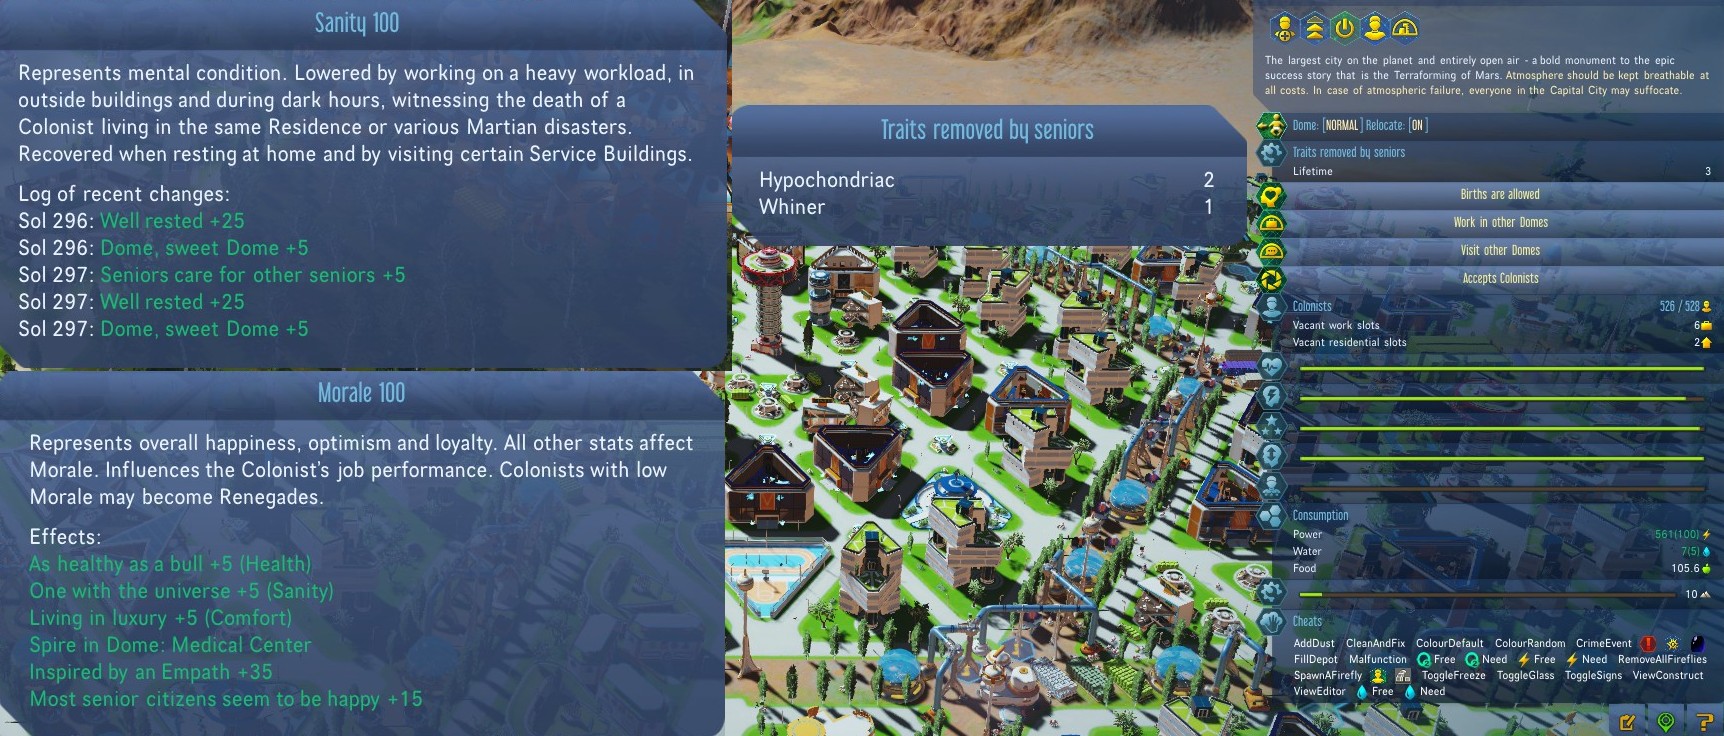 Sanity 100
Represents mental condition. Lowered by working on a heavy workload, in
outside buildings and during dark hours, witnessing the death of a
Colonist living in the same Residence or various Martian disasters.
Recovered when resting at home and by visiting certain Service Buildings.
Log of recent changes:
Sol 296: Well rested +25
Sol 296: Dome, sweet Dome +5
Sol 297: Seniors care for other seniors +5
Sol 297: Well rested +25
Sol 297: Dome, sweet Dome +5
Morale 100
Represents overall happiness, optimism and loyalty. All other stats affect
Morale. Influences the Colonist's job performance. Colonists with low
Morale may become Renegades.
Effects:
As healthy as a bull +5 (Health)
One with the universe +5 (Sanity)
Living in luxury +5 (Comfort)
Spire in Dome: Medical Center
Inspired by an Empath +35
Most senior citizens seem to be happy +15
Traits removed by seniors
Hypochondriac 2
Whiner 1
The largest city on the planet and entirely open air - a bold monument to the epic
success story that is the Terraforming of Mars. Atmosphere should be kept breathable at
all costs. In case of atmospheric failure, everyone in the Capital City may suffocate.
Dome: [NORMAL] Relocate: [ON]
Traits removed by seniors
Lifetime 3
Births are allowed
Work in other Domes
Visit other Domes
Accepts Colonists
Colonists 526 / 528
Vacant work slots 6
Vacant residential slots 2
Consumption
Power 561(100)
Water 7(5)
Food 105.6
10
Cheats
AddDust CleanAndFix ColourDefault ColourRandom CrimeEvent
FillDepot Malfunction Free Need Free Need RemoveAllFireflies
SpawnAFirefly ToggleFreeze ToggleGlass ToggleSigns ViewConstruct
ViewEditor Free Need